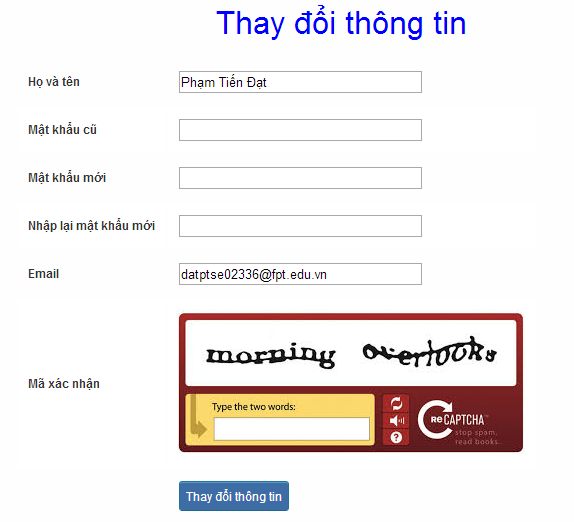 Thay đổi thông tin
Họ và tên Phạm Tiến Đạt
Mật khẩu cũ
Mật khẩu mới
Nhập lại mật khẩu mới
Email datptse02336@fpt.edu.vn
morning overlooks
Mã xác nhận
Type the two words:
reCAPTCHA™
stop spam.
read books.
Thay đổi thông tin